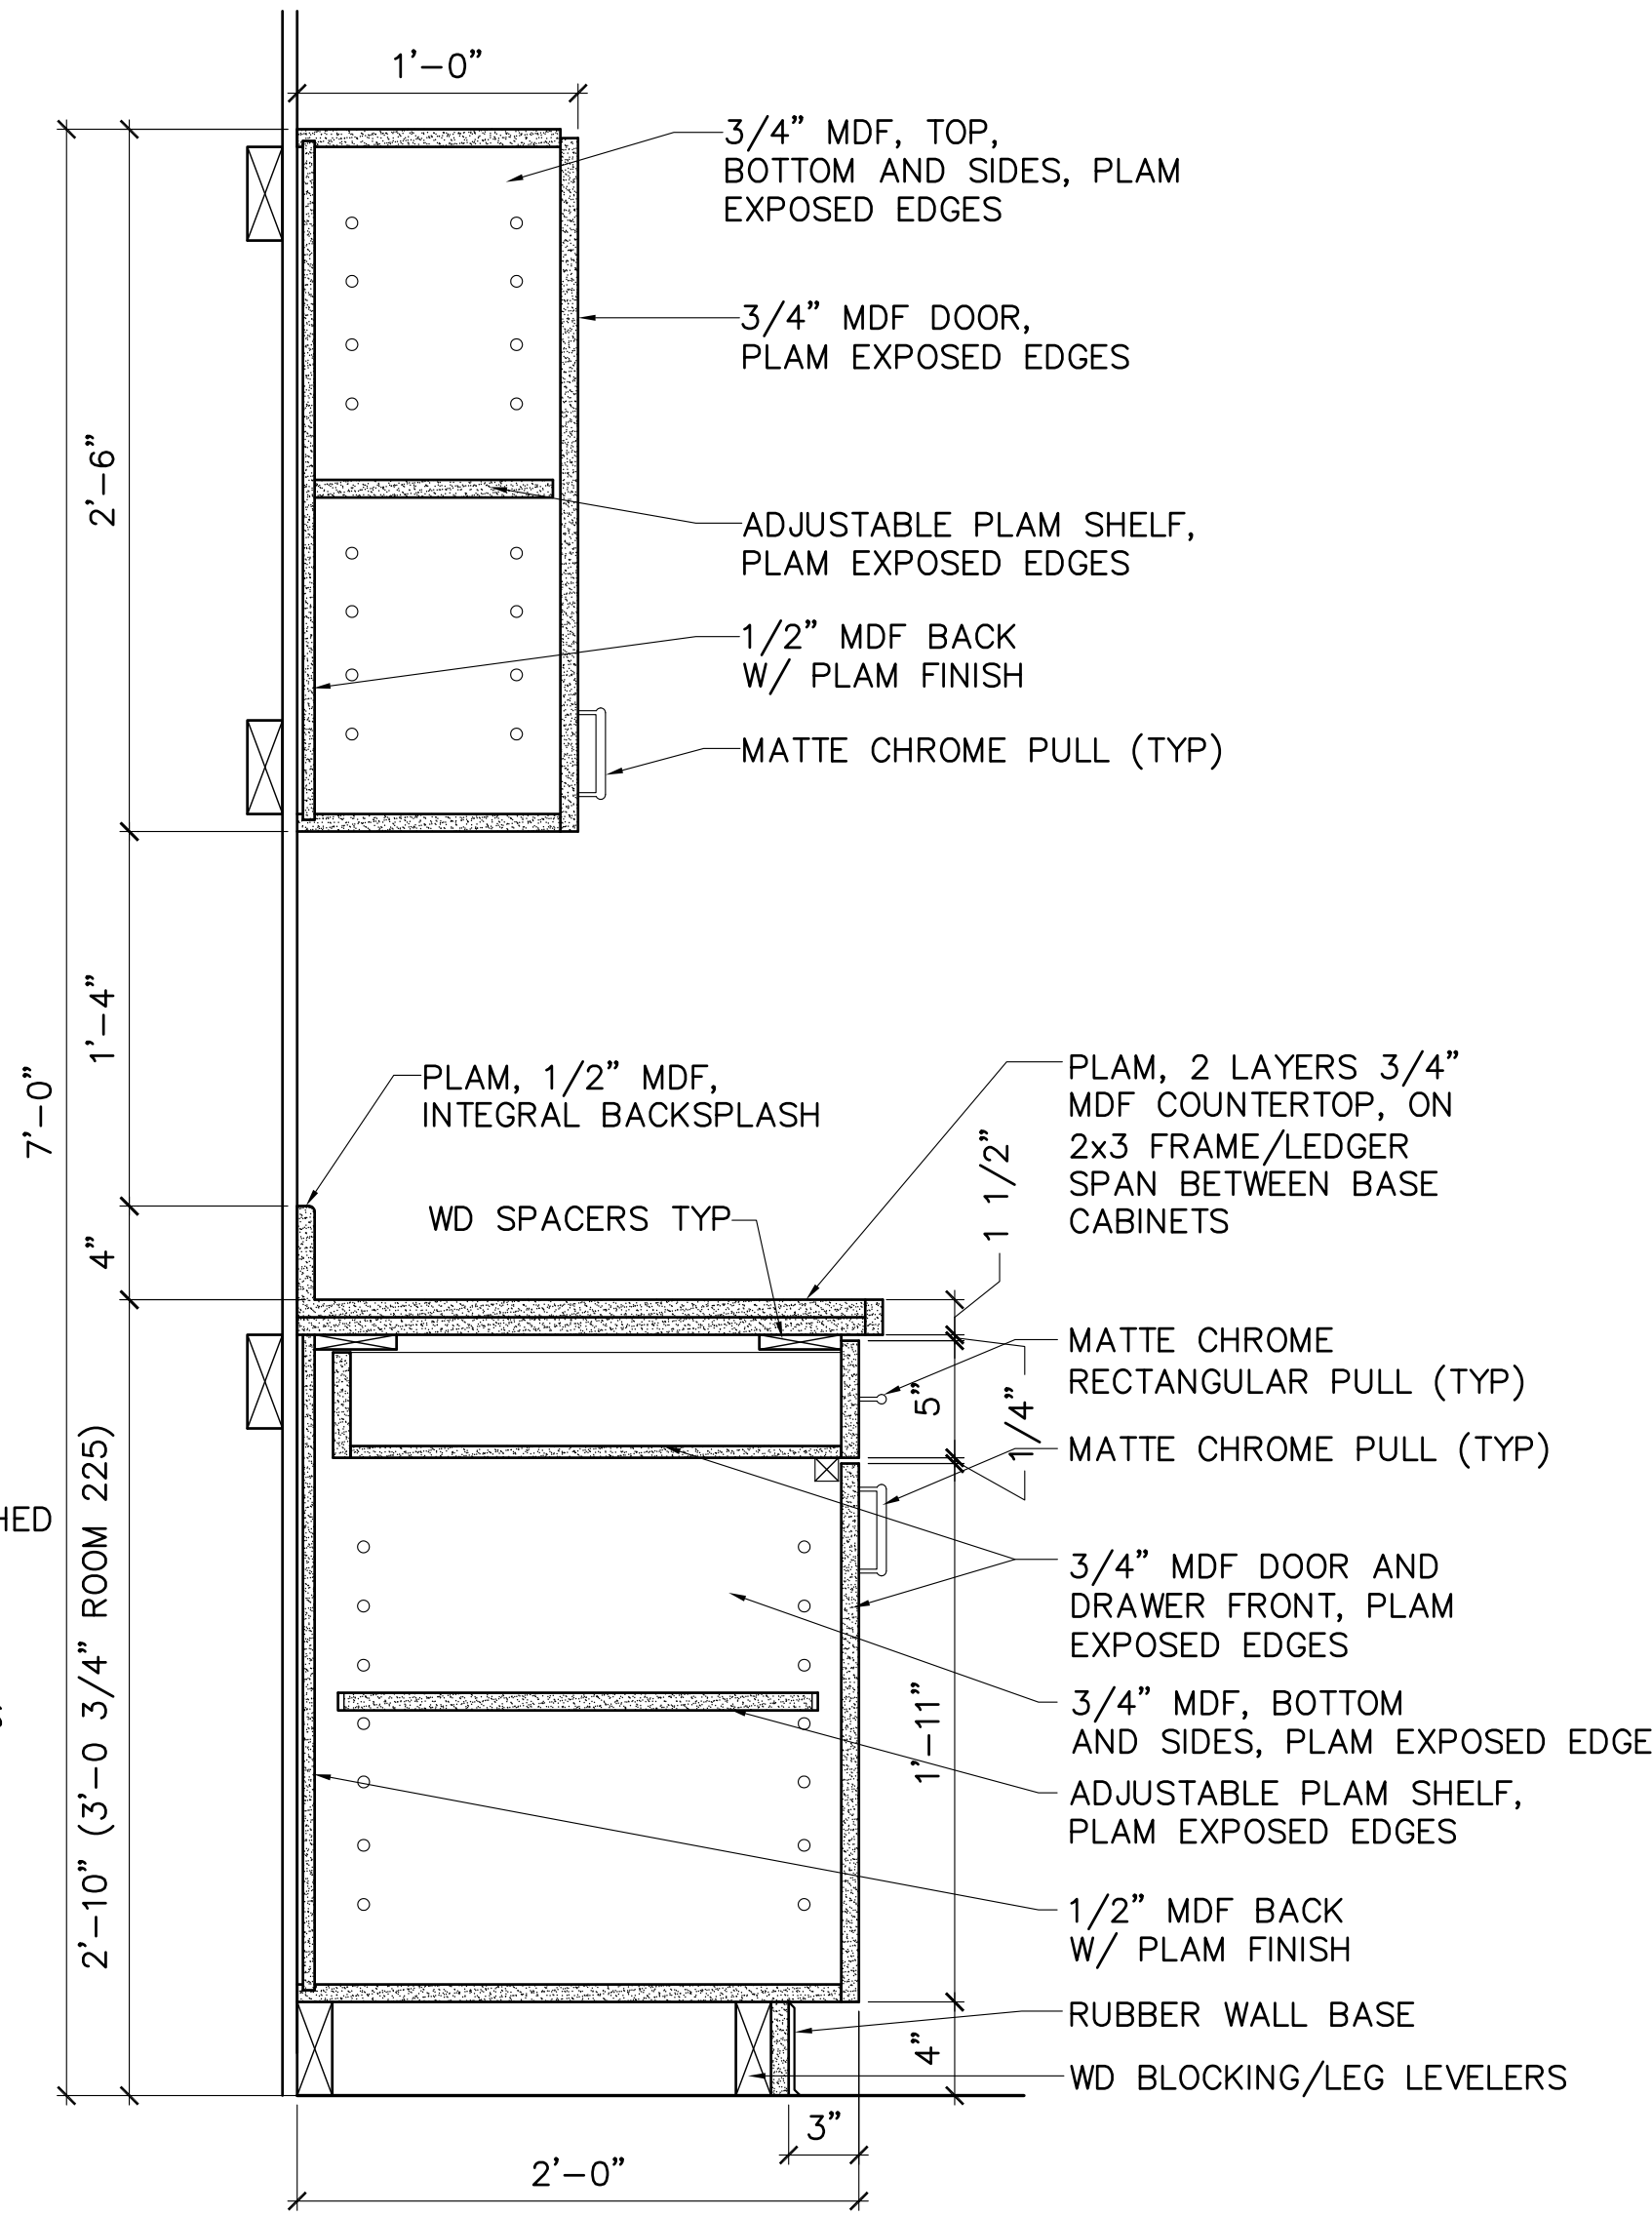 1'-0"
3/4" MDF, TOP,
BOTTOM AND SIDES, PLAM
EXPOSED EDGES
3/4" MDF DOOR,
PLAM EXPOSED EDGES
2'-6"
ADJUSTABLE PLAM SHELF,
PLAM EXPOSED EDGES
1/2" MDF BACK
W/ PLAM FINISH
MATTE CHROME PULL (TYP)
1'-4"
7'-0"
PLAM, 1/2" MDF,
INTEGRAL BACKSPLASH
PLAM, 2 LAYERS 3/4"
MDF COUNTERTOP, ON
2x3 FRAME/LEDGER
SPAN BETWEEN BASE
CABINETS
1 1/2"
WD SPACERS TYP
4"
MATTE CHROME
RECTANGULAR PULL (TYP)
5"
1/4"
MATTE CHROME PULL (TYP)
HED
2'-10" (3'-0 3/4" ROOM 225)
3/4" MDF DOOR AND
DRAWER FRONT, PLAM
EXPOSED EDGES
3/4" MDF, BOTTOM
AND SIDES, PLAM EXPOSED EDGE
1'-11"
ADJUSTABLE PLAM SHELF,
PLAM EXPOSED EDGES
1/2" MDF BACK
W/ PLAM FINISH
RUBBER WALL BASE
4"
WD BLOCKING/LEG LEVELERS
3"
2'-0"